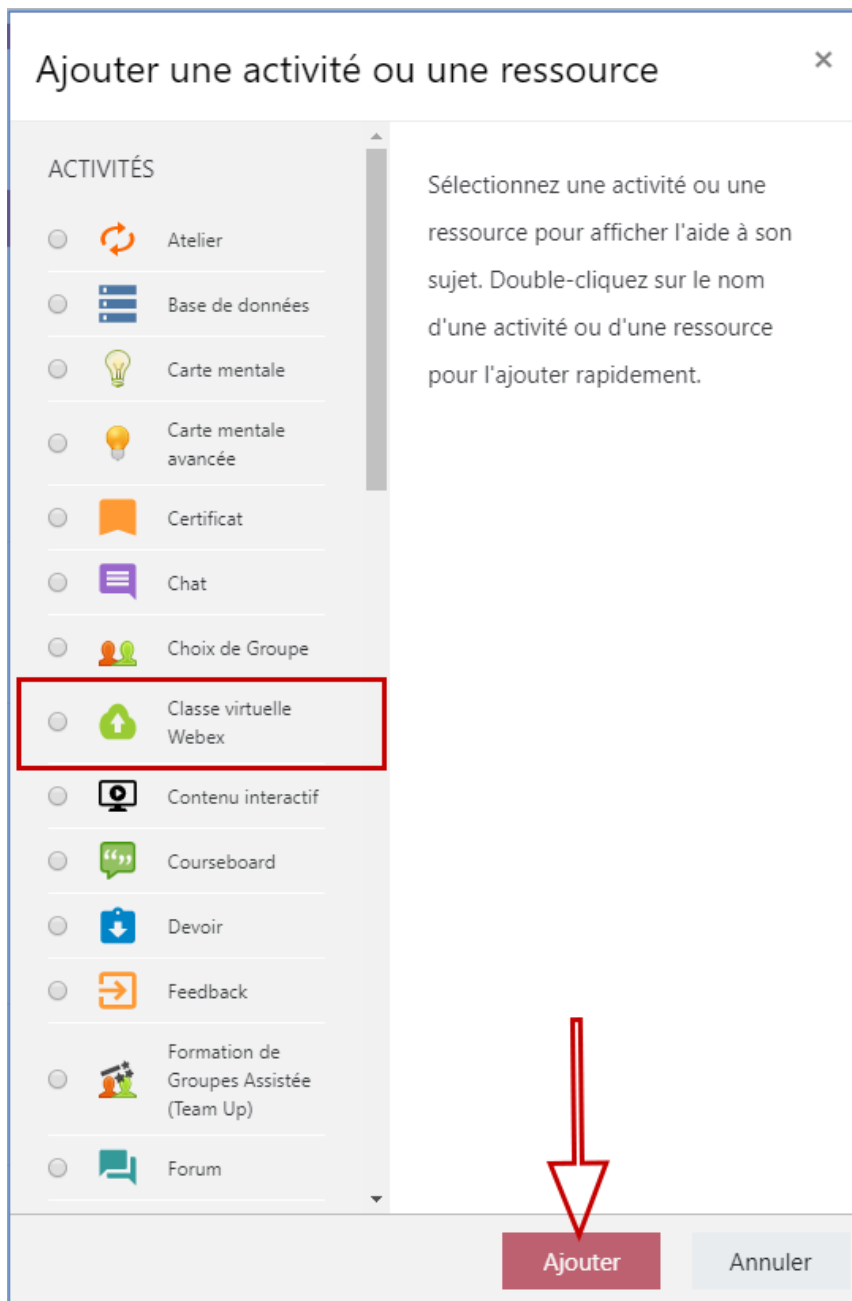 Ajouter une activité ou une ressource
×
ACTIVITÉS
Atelier
Base de données
Carte mentale
Carte mentale
avancée
Certificat
Chat
Choix de Groupe
Classe virtuelle
Webex
Contenu interactif
Courseboard
Devoir
Feedback
Formation de
Groupes Assistée
(Team Up)
Forum
Sélectionnez une activité ou une
ressource pour afficher l'aide à son
sujet. Double-cliquez sur le nom
d'une activité ou d'une ressource
pour l'ajouter rapidement.
Ajouter
Annuler